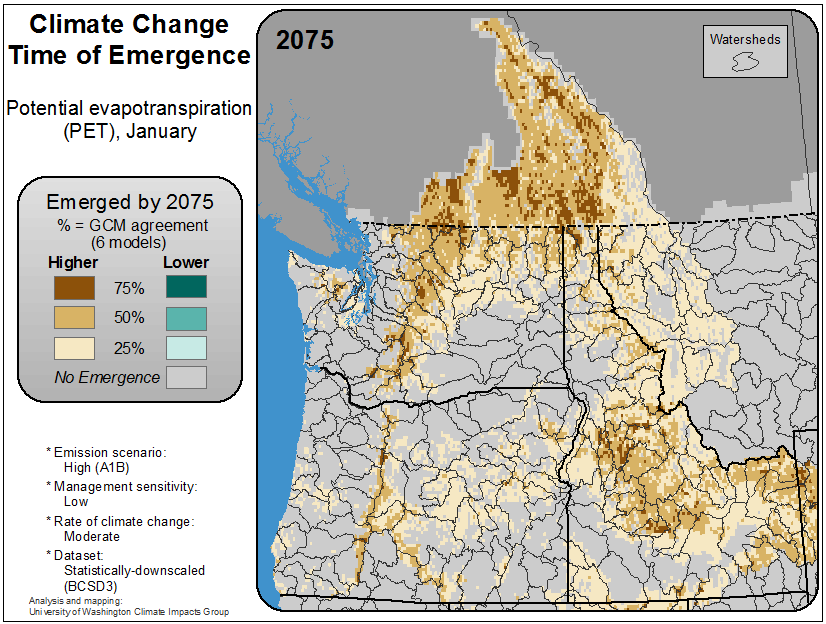 Climate Change
Time of Emergence
Potential evapotranspiration
(PET), January
Emerged by 2075
% = GCM agreement
(6 models)
Higher Lower
75%
50%
25%
No Emergence
* Emission scenario:
High (A1B)
* Management sensitivity:
Low
* Rate of climate change:
Moderate
* Dataset:
Statistically-downscaled
(BCSD3)
Analysis and mapping:
University of Washington Climate Impacts Group
2075
Watersheds